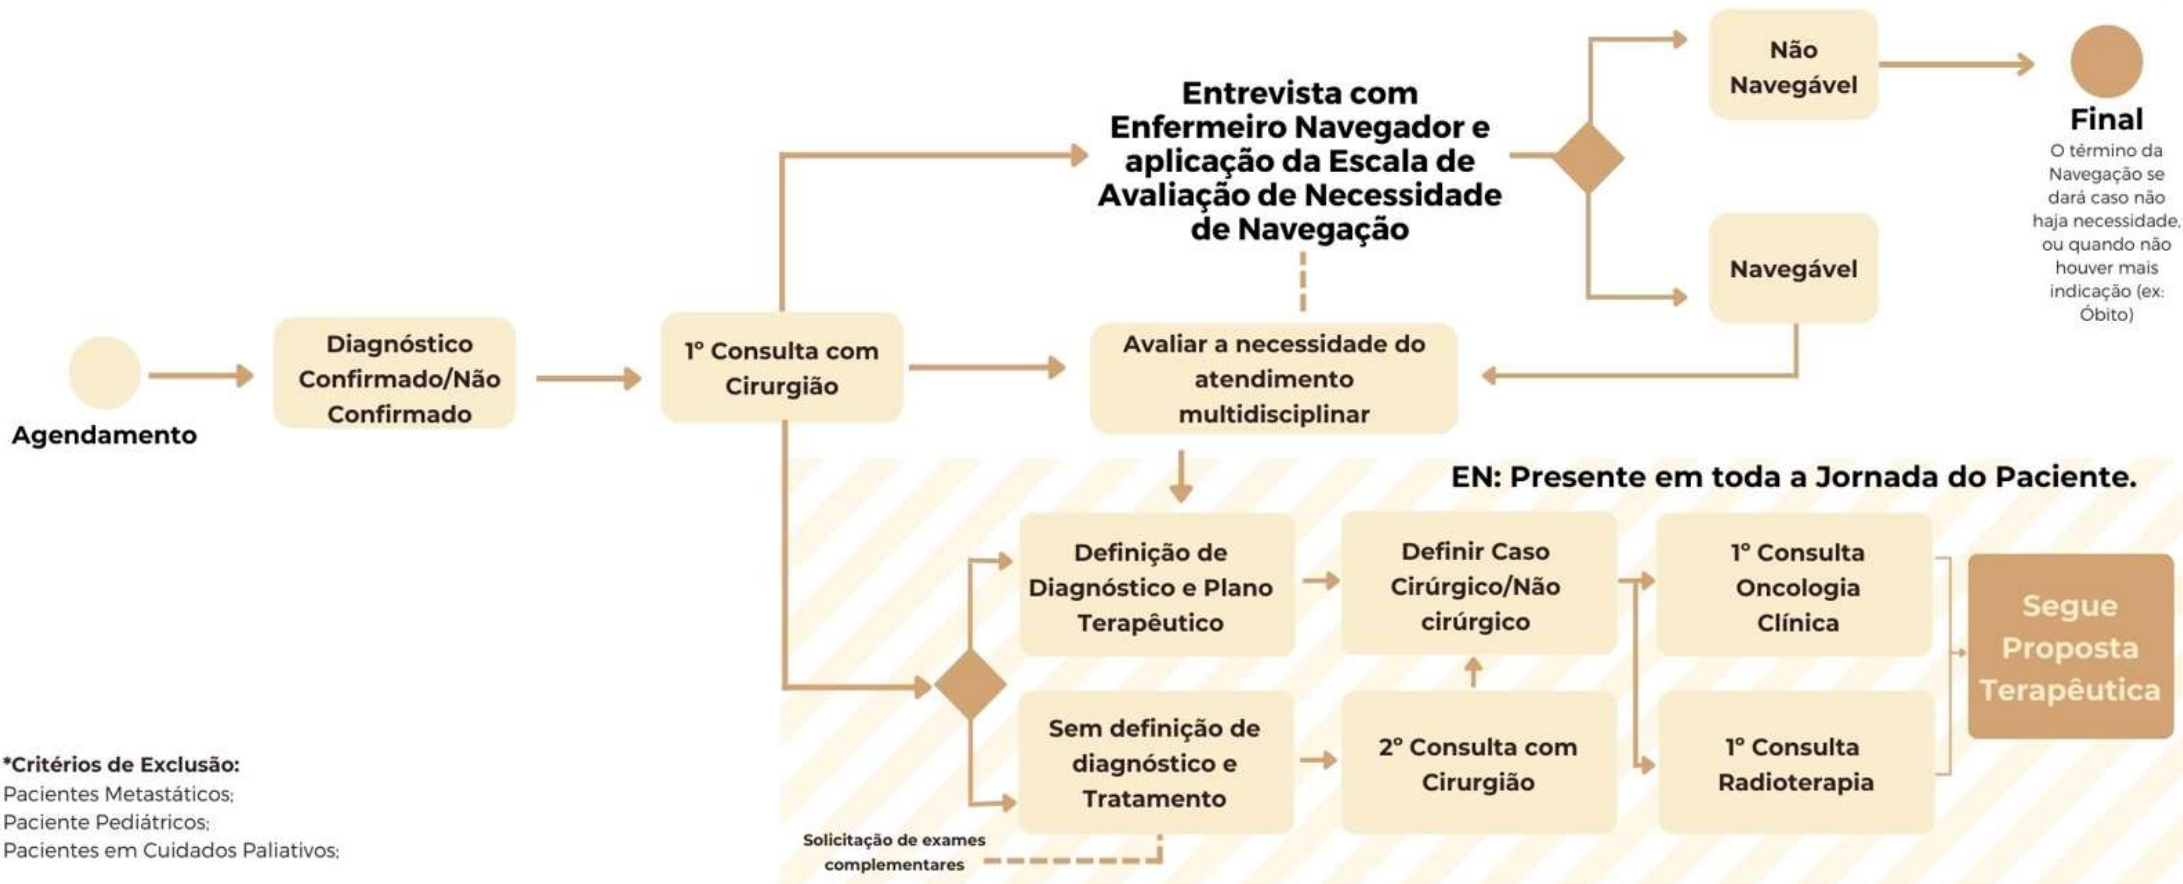 Agendamento
Diagnóstico
Confirmado/Não
Confirmado
1º Consulta com
Cirurgião
Entrevista com
Enfermeiro Navegador e
aplicação da Escala de
Avaliação de Necessidade
de Navegação
Não
Navegável
Navegável
Final
O término da
Navegação se
dará caso não
haja necessidade,
ou quando não
houver mais
indicação (ex:
Óbito)
Avaliar a necessidade do
atendimento
multidisciplinar
EN: Presente em toda a Jornada do Paciente.
Definição de
Diagnóstico e Plano
Terapêutico
Definir Caso
Cirúrgico/Não
cirúrgico
1º Consulta
Oncologia
Clínica
Segue
Proposta
Terapêutica
Sem definição de
diagnóstico e
Tratamento
2º Consulta com
Cirurgião
1º Consulta
Radioterapia
Solicitação de exames
complementares
*Critérios de Exclusão:
Pacientes Metastáticos;
Paciente Pediátricos;
Pacientes em Cuidados Paliativos;